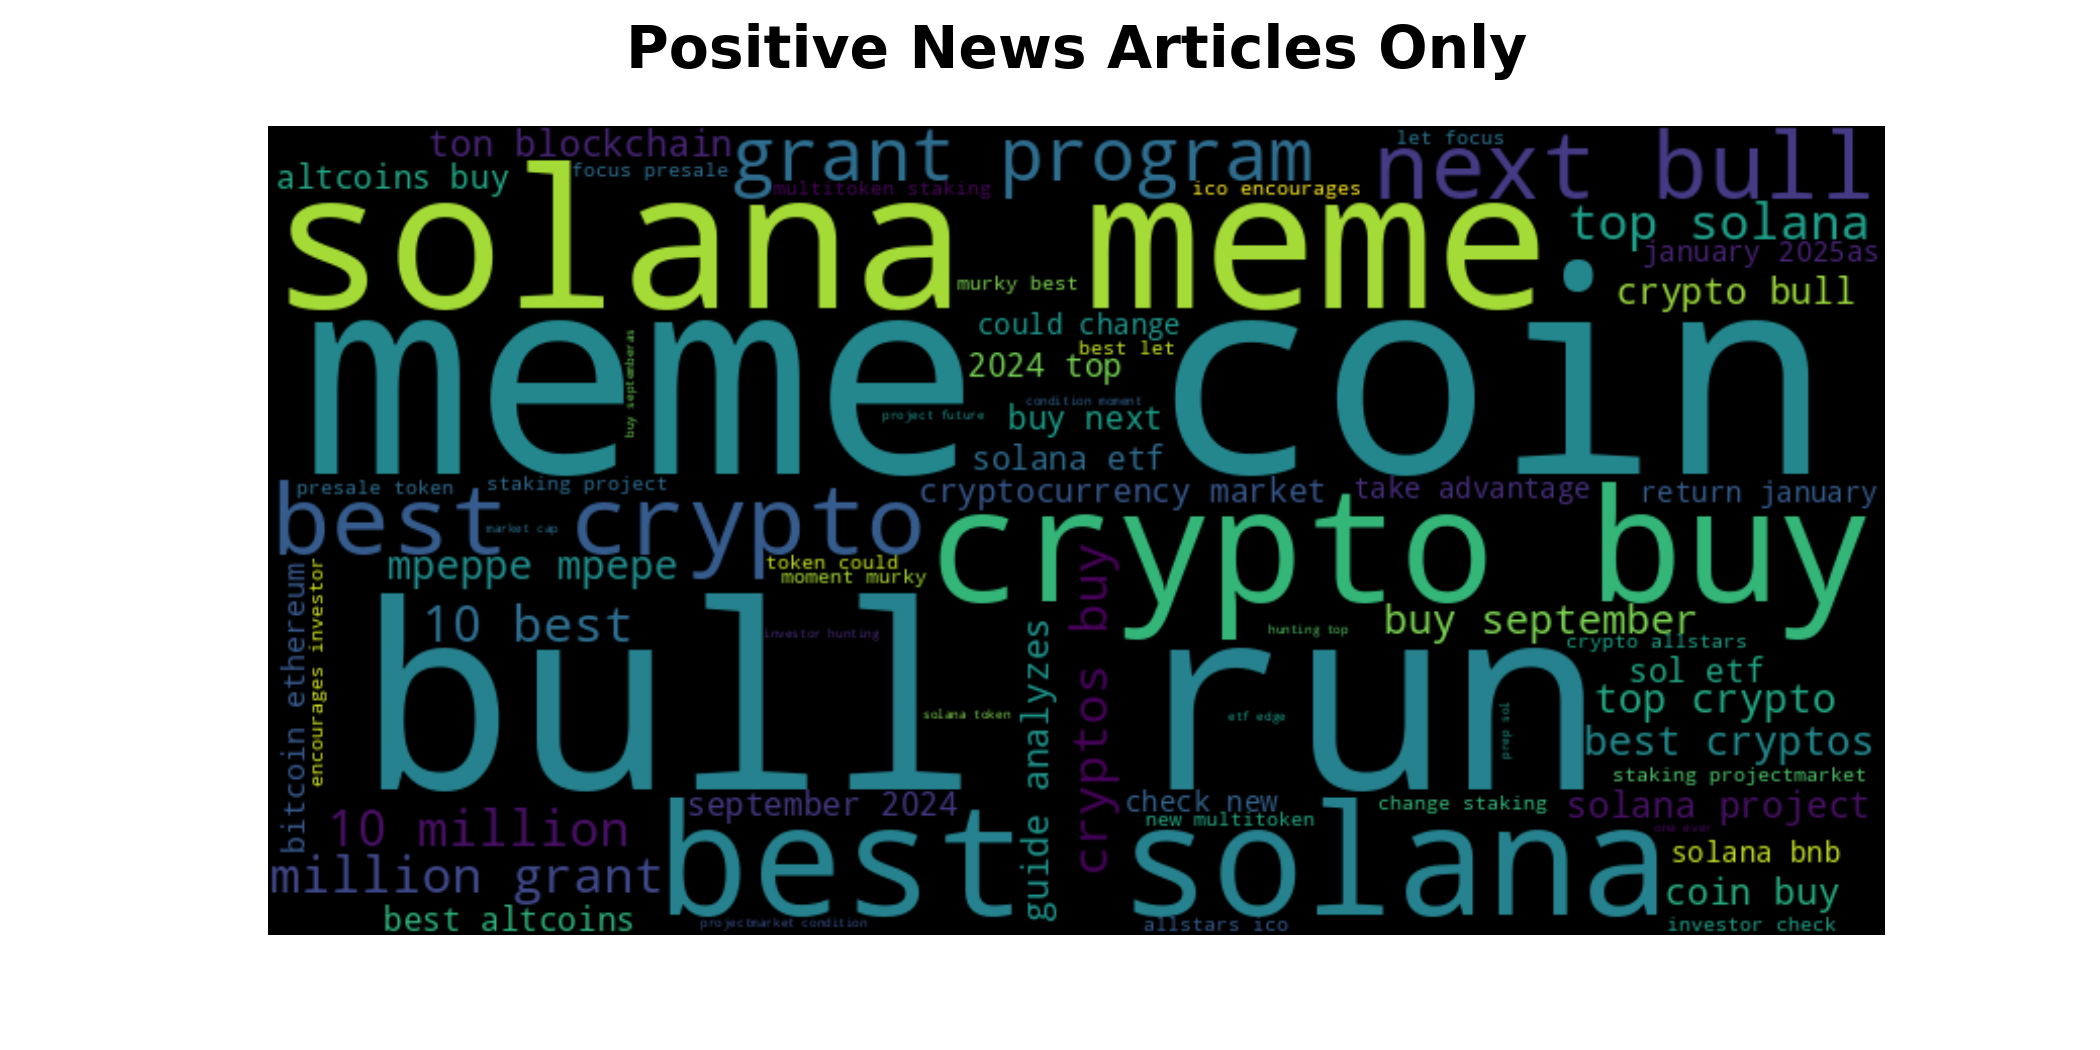 Positive News Articles Only
ton blockchain
grant program
let focus
next bull
altcoins buy
focus presale
multitoken staking
ico encourages
solana meme
top solana
january 2025as
murky best
crypto bull
meme coin
could change
best let
2024 top
buy septemberas
condition moment
project future
buy next
solana etf
best crypto
presale token
staking project
cryptocurrency market
take advantage
return january
market cap
crypto buy
mpeppe mpepe
token could
moment murky
bitcoin ethereum
encourages investor
bull run
10 best
investor hunting
cryptos buy
guide analyzes
hunting top
buy september
crypto allstars
sol etf
top crypto
solana token
etf edge
prep sol
best cryptos
staking projectmarket
september 2024
check new
change staking
solana project
10 million
best solana
new multitoken
one ever
solana bnb
million grant
coin buy
best altcoins
projectmarket condition
allstars ico
investor check